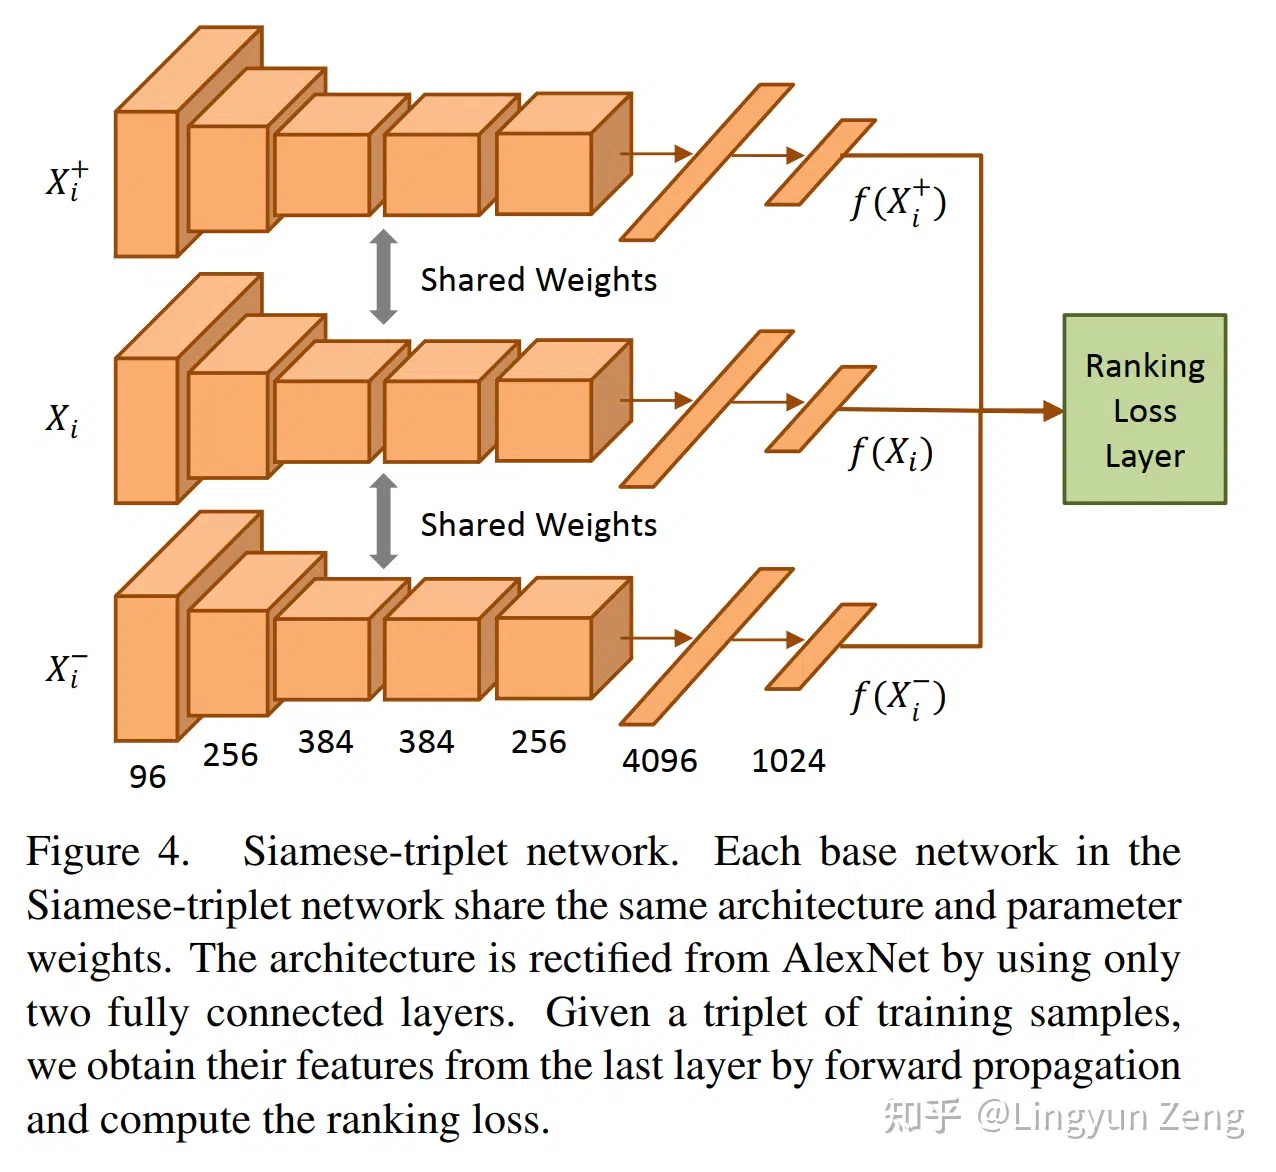 X_i^+
f(X_i^+)
Shared Weights
X_i
f(X_i)
Ranking
Loss
Layer
Shared Weights
X_i^-
f(X_i^-)
96 256 384 384 256 4096 1024
Figure 4. Siamese-triplet network. Each base network in the
Siamese-triplet network share the same architecture and parameter
weights. The architecture is rectified from AlexNet by using only
two fully connected layers. Given a triplet of training samples,
we obtain their features from the last layer by forward propagation
and compute the ranking loss.
知乎 @Lingyun Zeng